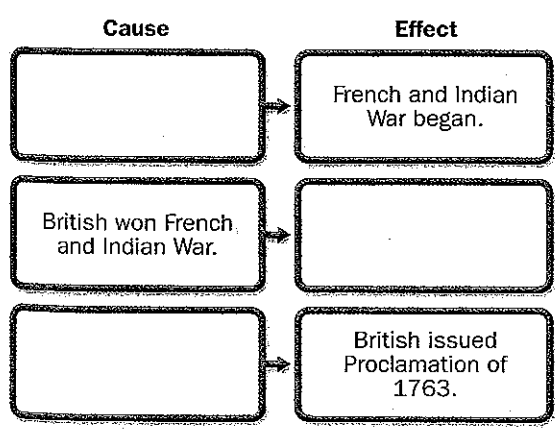 Cause
Effect
French and Indian
War began.
British won French
and Indian War.
British issued
Proclamation of
1763.